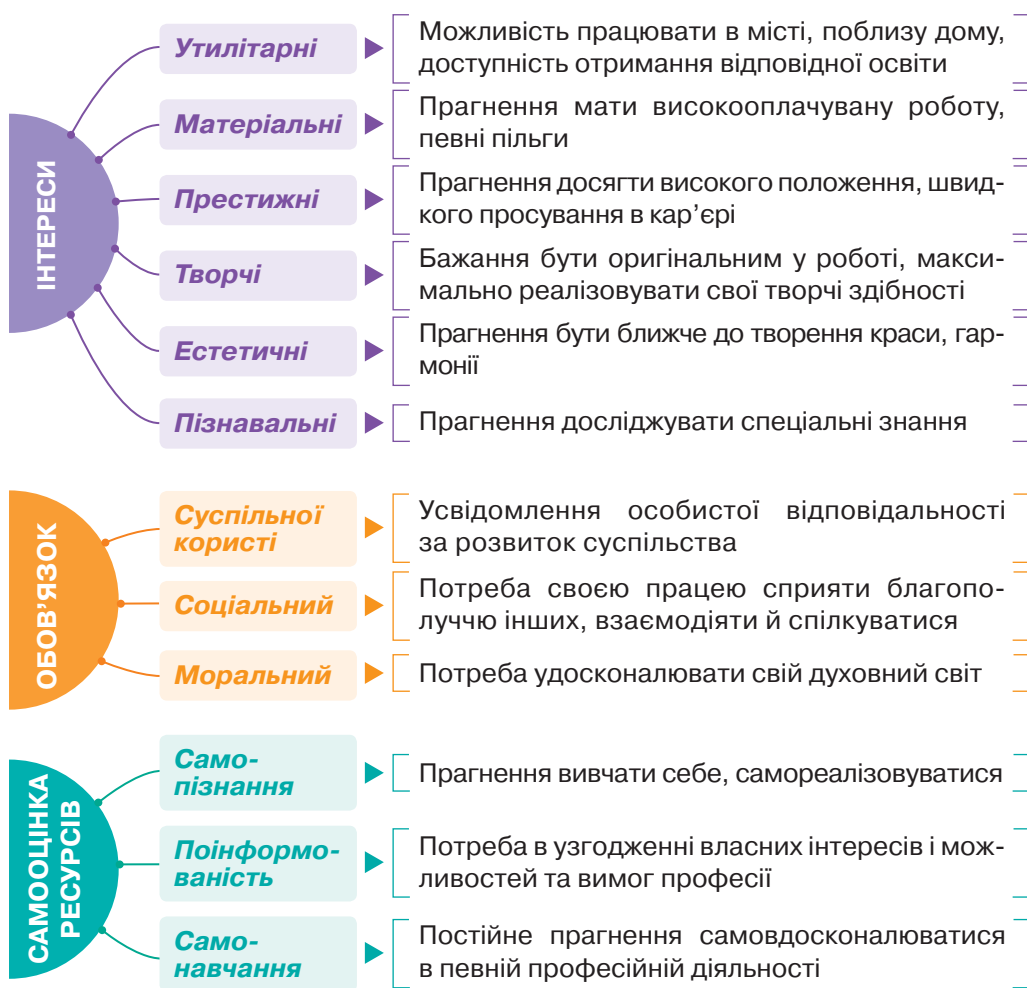 ІНТЕРЕСИ
Утилітарні
Можливість працювати в місті, поблизу дому,
доступність отримання відповідної освіти
Матеріальні
Прагнення мати високооплачувану роботу,
певні пільги
Престижні
Прагнення досягти високого положення, швид-
кого просування в кар’єрі
Творчі
Бажання бути оригінальним у роботі, макси-
мально реалізовувати свої творчі здібності
Естетичні
Прагнення бути ближче до творення краси, гар-
монії
Пізнавальні
Прагнення досліджувати спеціальні знання
ОБОВ’ЯЗОК
Суспільної
користі
Усвідомлення особистої відповідальності
за розвиток суспільства
Соціальний
Потреба своєю працею сприяти благопо-
луччю інших, взаємодіяти й спілкуватися
Моральний
Потреба удосконалювати свій духовний світ
САМООЦІНКА
РЕСУРСІВ
Само-
пізнання
Прагнення вивчати себе, самореалізовуватися
Поінформо-
ваність
Потреба в узгодженні власних інтересів і мож-
ливостей та вимог професії
Само-
навчання
Постійне прагнення самовдосконалюватися
в певній професійній діяльності